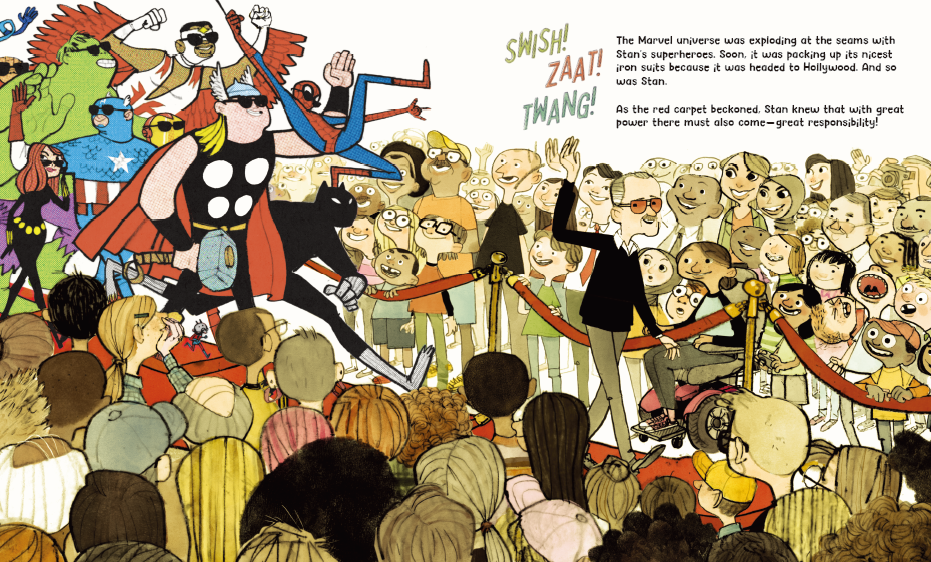 SWISH!
ZAAT!
TWANG!
The Marvel universe was exploding at the seams with
Stan's superheroes. Soon, it was packing up its nicest
iron suits because it was headed to Hollywood. And so
was Stan.
As the red carpet beckoned, Stan knew that with great
power there must also come—great responsibility!